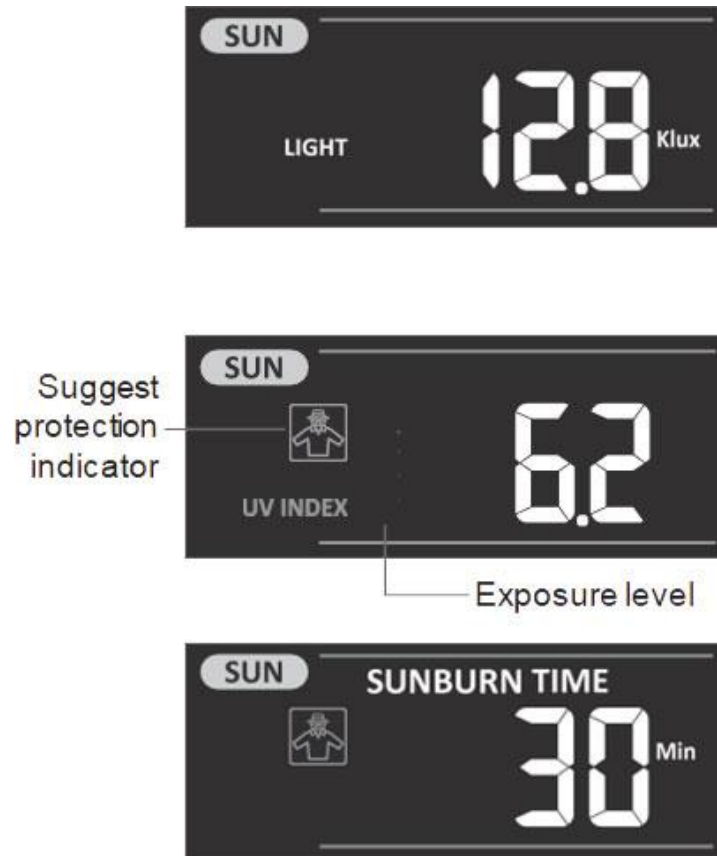 SUN
LIGHT
12.8 Klux
SUN
Suggest
protection
indicator
6.2
UV INDEX
Exposure level
SUN
SUNBURN TIME
30 Min